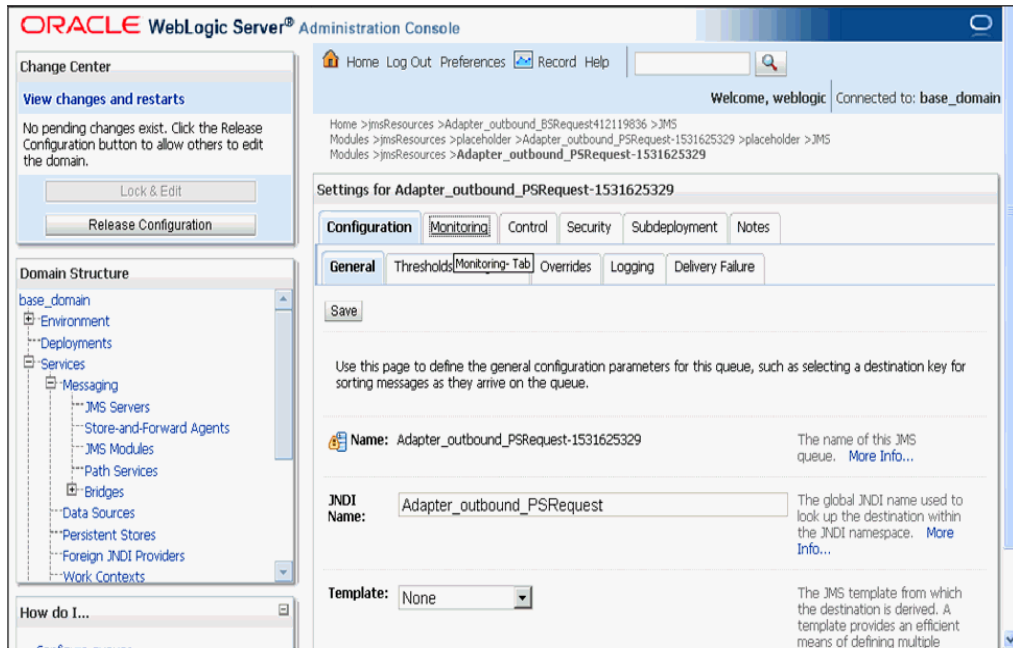 ORACLE WebLogic Server® Administration Console
Change Center
View changes and restarts
No pending changes exist. Click the Release
Configuration button to allow others to edit
the domain.
Lock & Edit
Release Configuration
Domain Structure
base_domain
Environment
Deployments
Services
Messaging
JMS Servers
Store-and-Forward Agents
JMS Modules
Path Services
Bridges
Data Sources
Persistent Stores
Foreign JNDI Providers
Work Contexts
How do I...
Home Log Out Preferences Record Help
Welcome, weblogic Connected to: base_domain
Home >jmsResources >Adapter_outbound_BSRequest412119836 >JMS
Modules >jmsResources >placeholder >Adapter_outbound_PSRequest-1531625329 >placeholder >JMS
Modules >jmsResources >Adapter_outbound_PSRequest-1531625329
Settings for Adapter_outbound_PSRequest-1531625329
Configuration Monitoring Control Security Subdeployment Notes
General Thresholds Monitoring- Tab Overrides Logging Delivery Failure
Save
Use this page to define the general configuration parameters for this queue, such as selecting a destination key for
sorting messages as they arrive on the queue.
Name: Adapter_outbound_PSRequest-1531625329
The name of this JMS
queue. More Info...
JNDI
Name:
Adapter_outbound_PSRequest
The global JNDI name used to
look up the destination within
the JNDI namespace. More
Info...
Template: None
The JMS template from which
the destination is derived. A
template provides an efficient
means of defining multiple